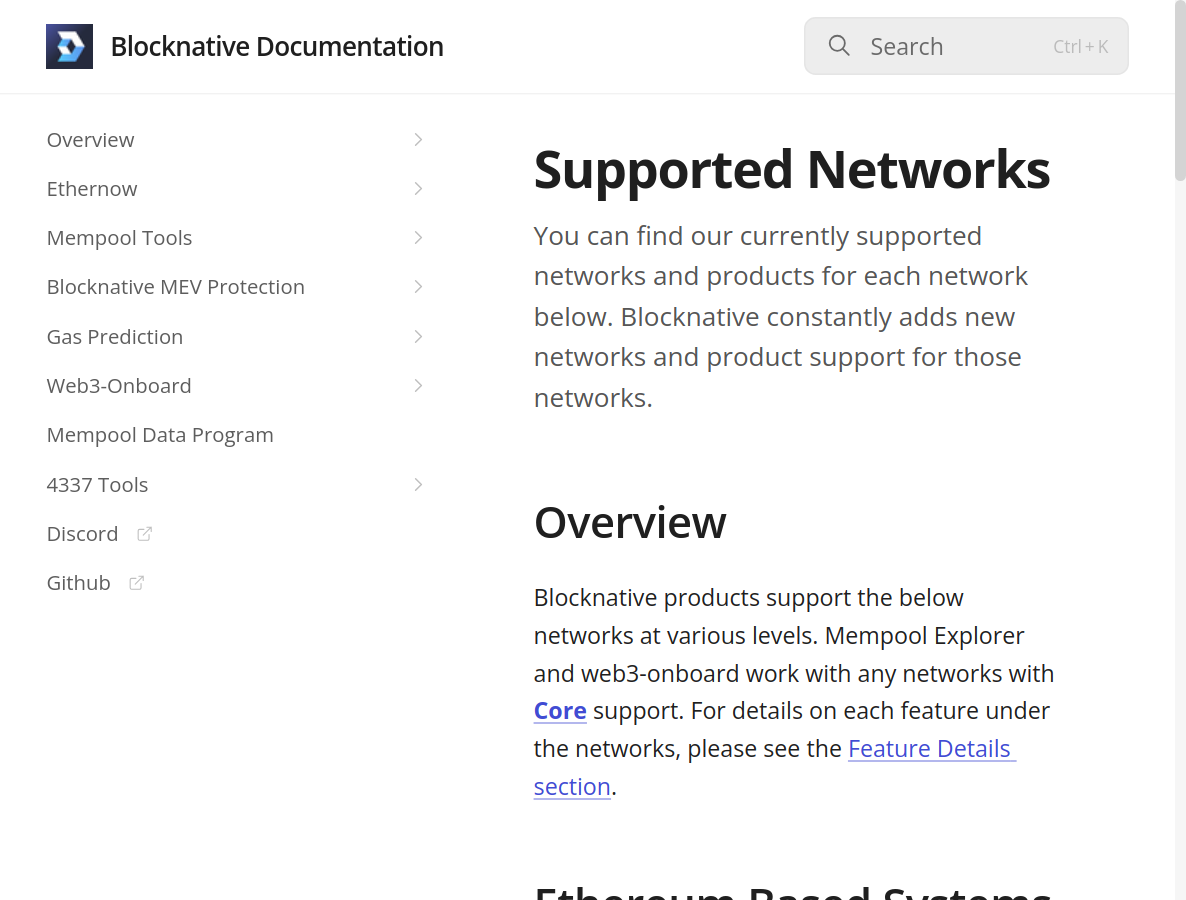 Blocknative Documentation
Search
Ctrl + K
Overview
Ethernow
Mempool Tools
Blocknative MEV Protection
Gas Prediction
Web3-Onboard
Mempool Data Program
4337 Tools
Discord
Github
Supported Networks
You can find our currently supported
networks and products for each network
below. Blocknative constantly adds new
networks and product support for those
networks.
Overview
Blocknative products support the below
networks at various levels. Mempool Explorer
and web3-onboard work with any networks with
Core support. For details on each feature under
the networks, please see the Feature Details
section.
Ethereum Based Systems